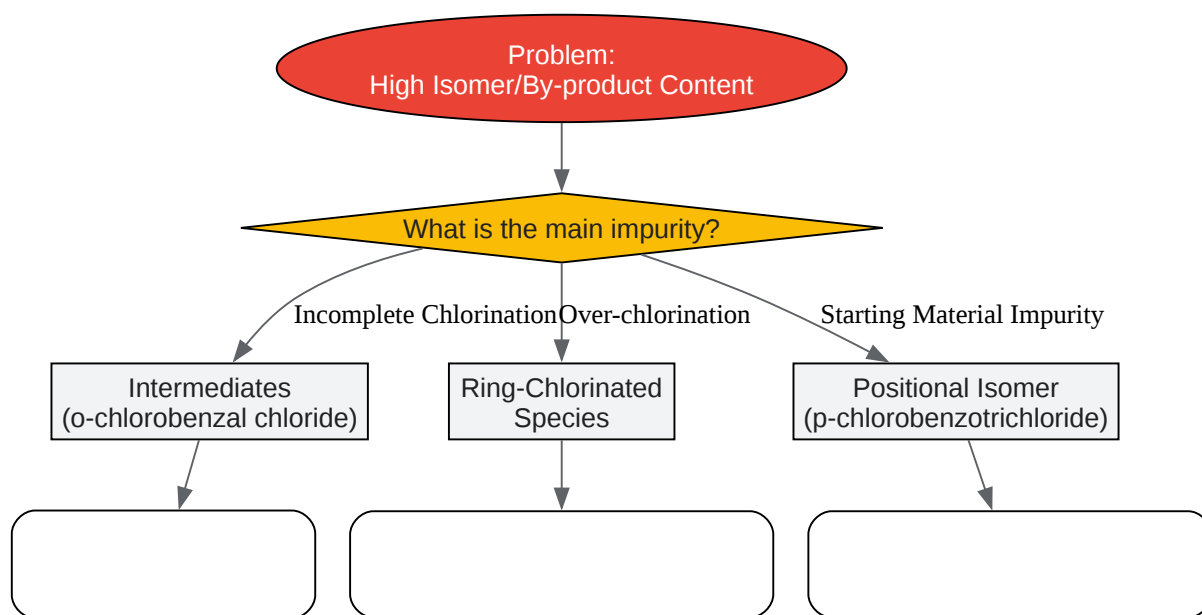 Problem:
High Isomer/By-product Content
What is the main impurity?
Incomplete Chlorination
Over-chlorination
Starting Material Impurity
Intermediates
(o-chlorobenzal chloride)
Ring-Chlorinated
Species
Positional Isomer
(p-chlorobenzotrichloride)